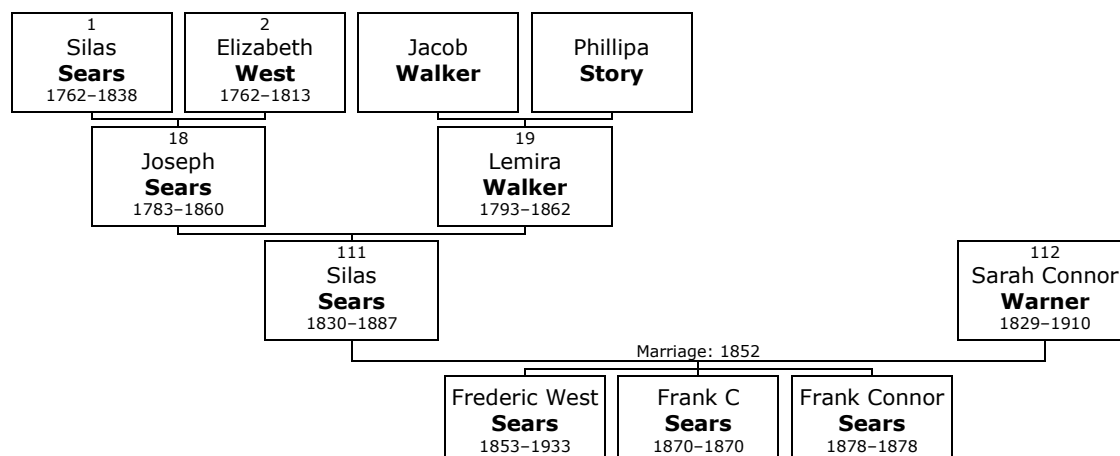 1
Silas
Sears
1762–1838
2
Elizabeth
West
1762–1813
Jacob
Walker
Phillipa
Story
18
Joseph
Sears
1783–1860
19
Lemira
Walker
1793–1862
111
Silas
Sears
1830–1887
112
Sarah Connor
Warner
1829–1910
Marriage: 1852
Frederic West
Sears
1853–1933
Frank C
Sears
1870–1870
Frank Connor
Sears
1878–1878